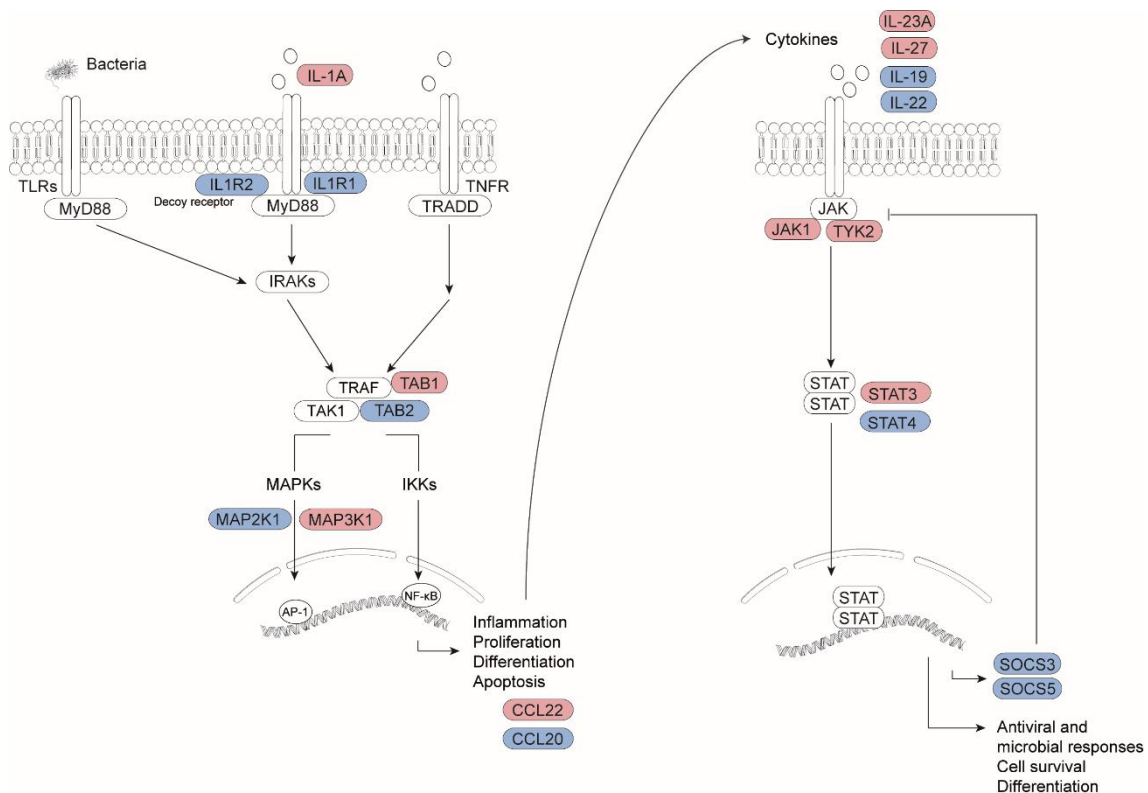 Bacteria
IL-1A
TLRs
IL1R2
IL1R1
TNFR
Decoy receptor
MyD88
MyD88
TRADD
IRAKs
TRAF
TAB1
TAK1
TAB2
MAPKs
IKKs
MAP2K1
MAP3K1
AP-1
NF-κB
Inflammation
Proliferation
Differentiation
Apoptosis
CCL22
CCL20
Cytokines
IL-23A
IL-27
IL-19
IL-22
JAK
JAK1
TYK2
STAT
STAT
STAT3
STAT4
STAT
STAT
SOCS3
SOCS5
Antiviral and
microbial responses
Cell survival
Differentiation